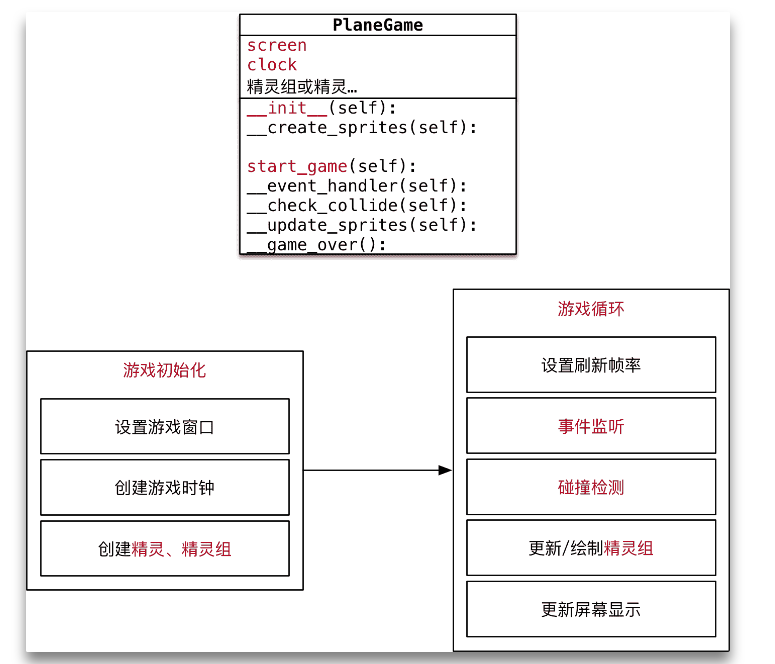 PlaneGame
screen
clock
精灵组或精灵…
__init__(self):
__create_sprites(self):
start_game(self):
__event_handler(self):
__check_collide(self):
__update_sprites(self):
__game_over():
游戏初始化
设置游戏窗口
创建游戏时钟
创建精灵、精灵组
游戏循环
设置刷新帧率
事件监听
碰撞检测
更新/绘制精灵组
更新屏幕显示